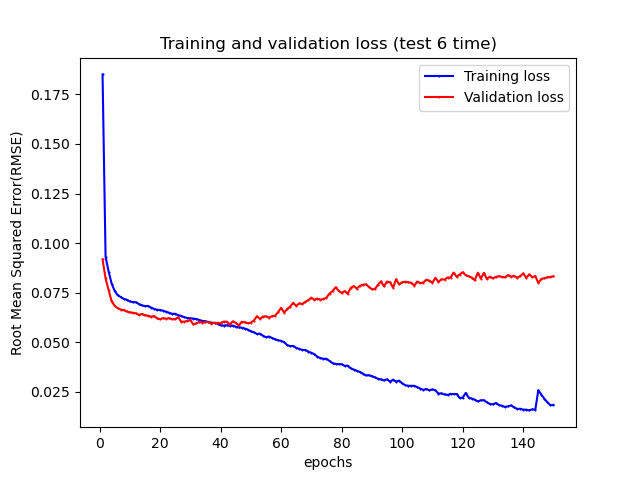 Training and validation loss (test 6 time)
Training loss
Validation loss
Root Mean Squared Error(RMSE)
0.175
0.150
0.125
0.100
0.075
0.050
0.025
0 20 40 60 80 100 120 140
epochs